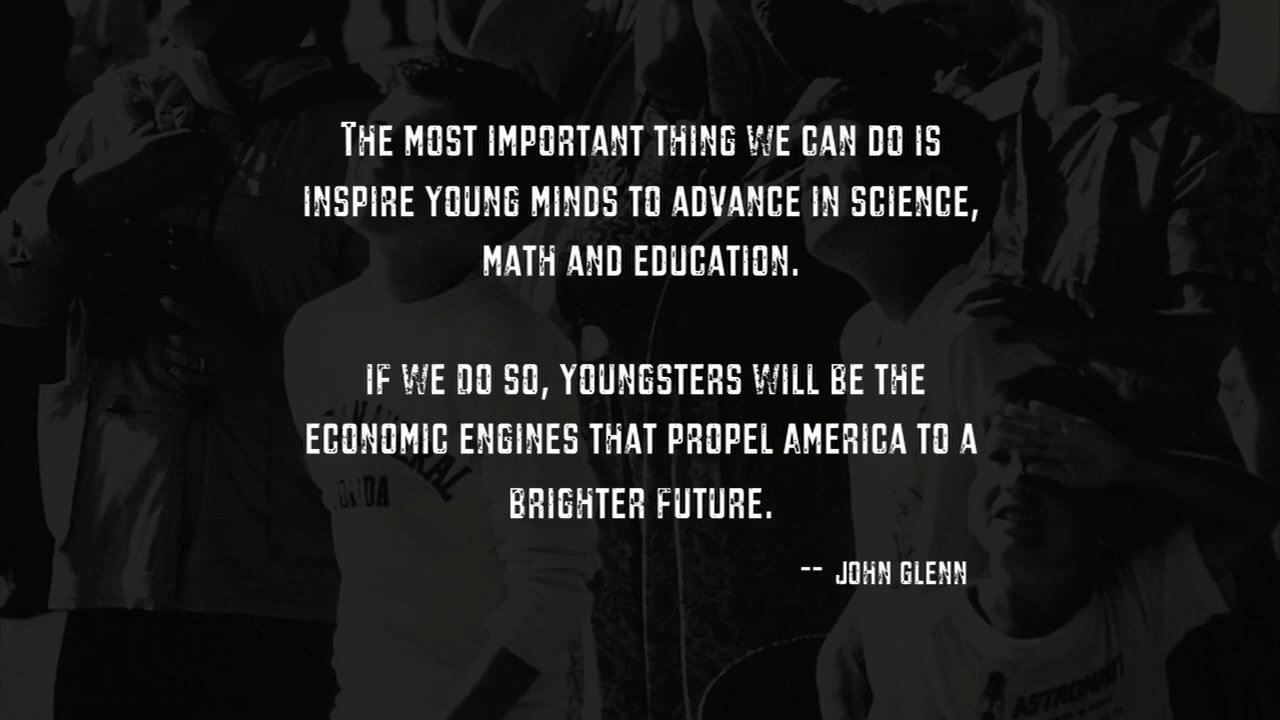 The most important thing we can do is
inspire young minds to advance in science,
math and education.
if we do so, youngsters will be the
economic engines that propel America to a
brighter future.
-- John Glenn
ASTRONAUT